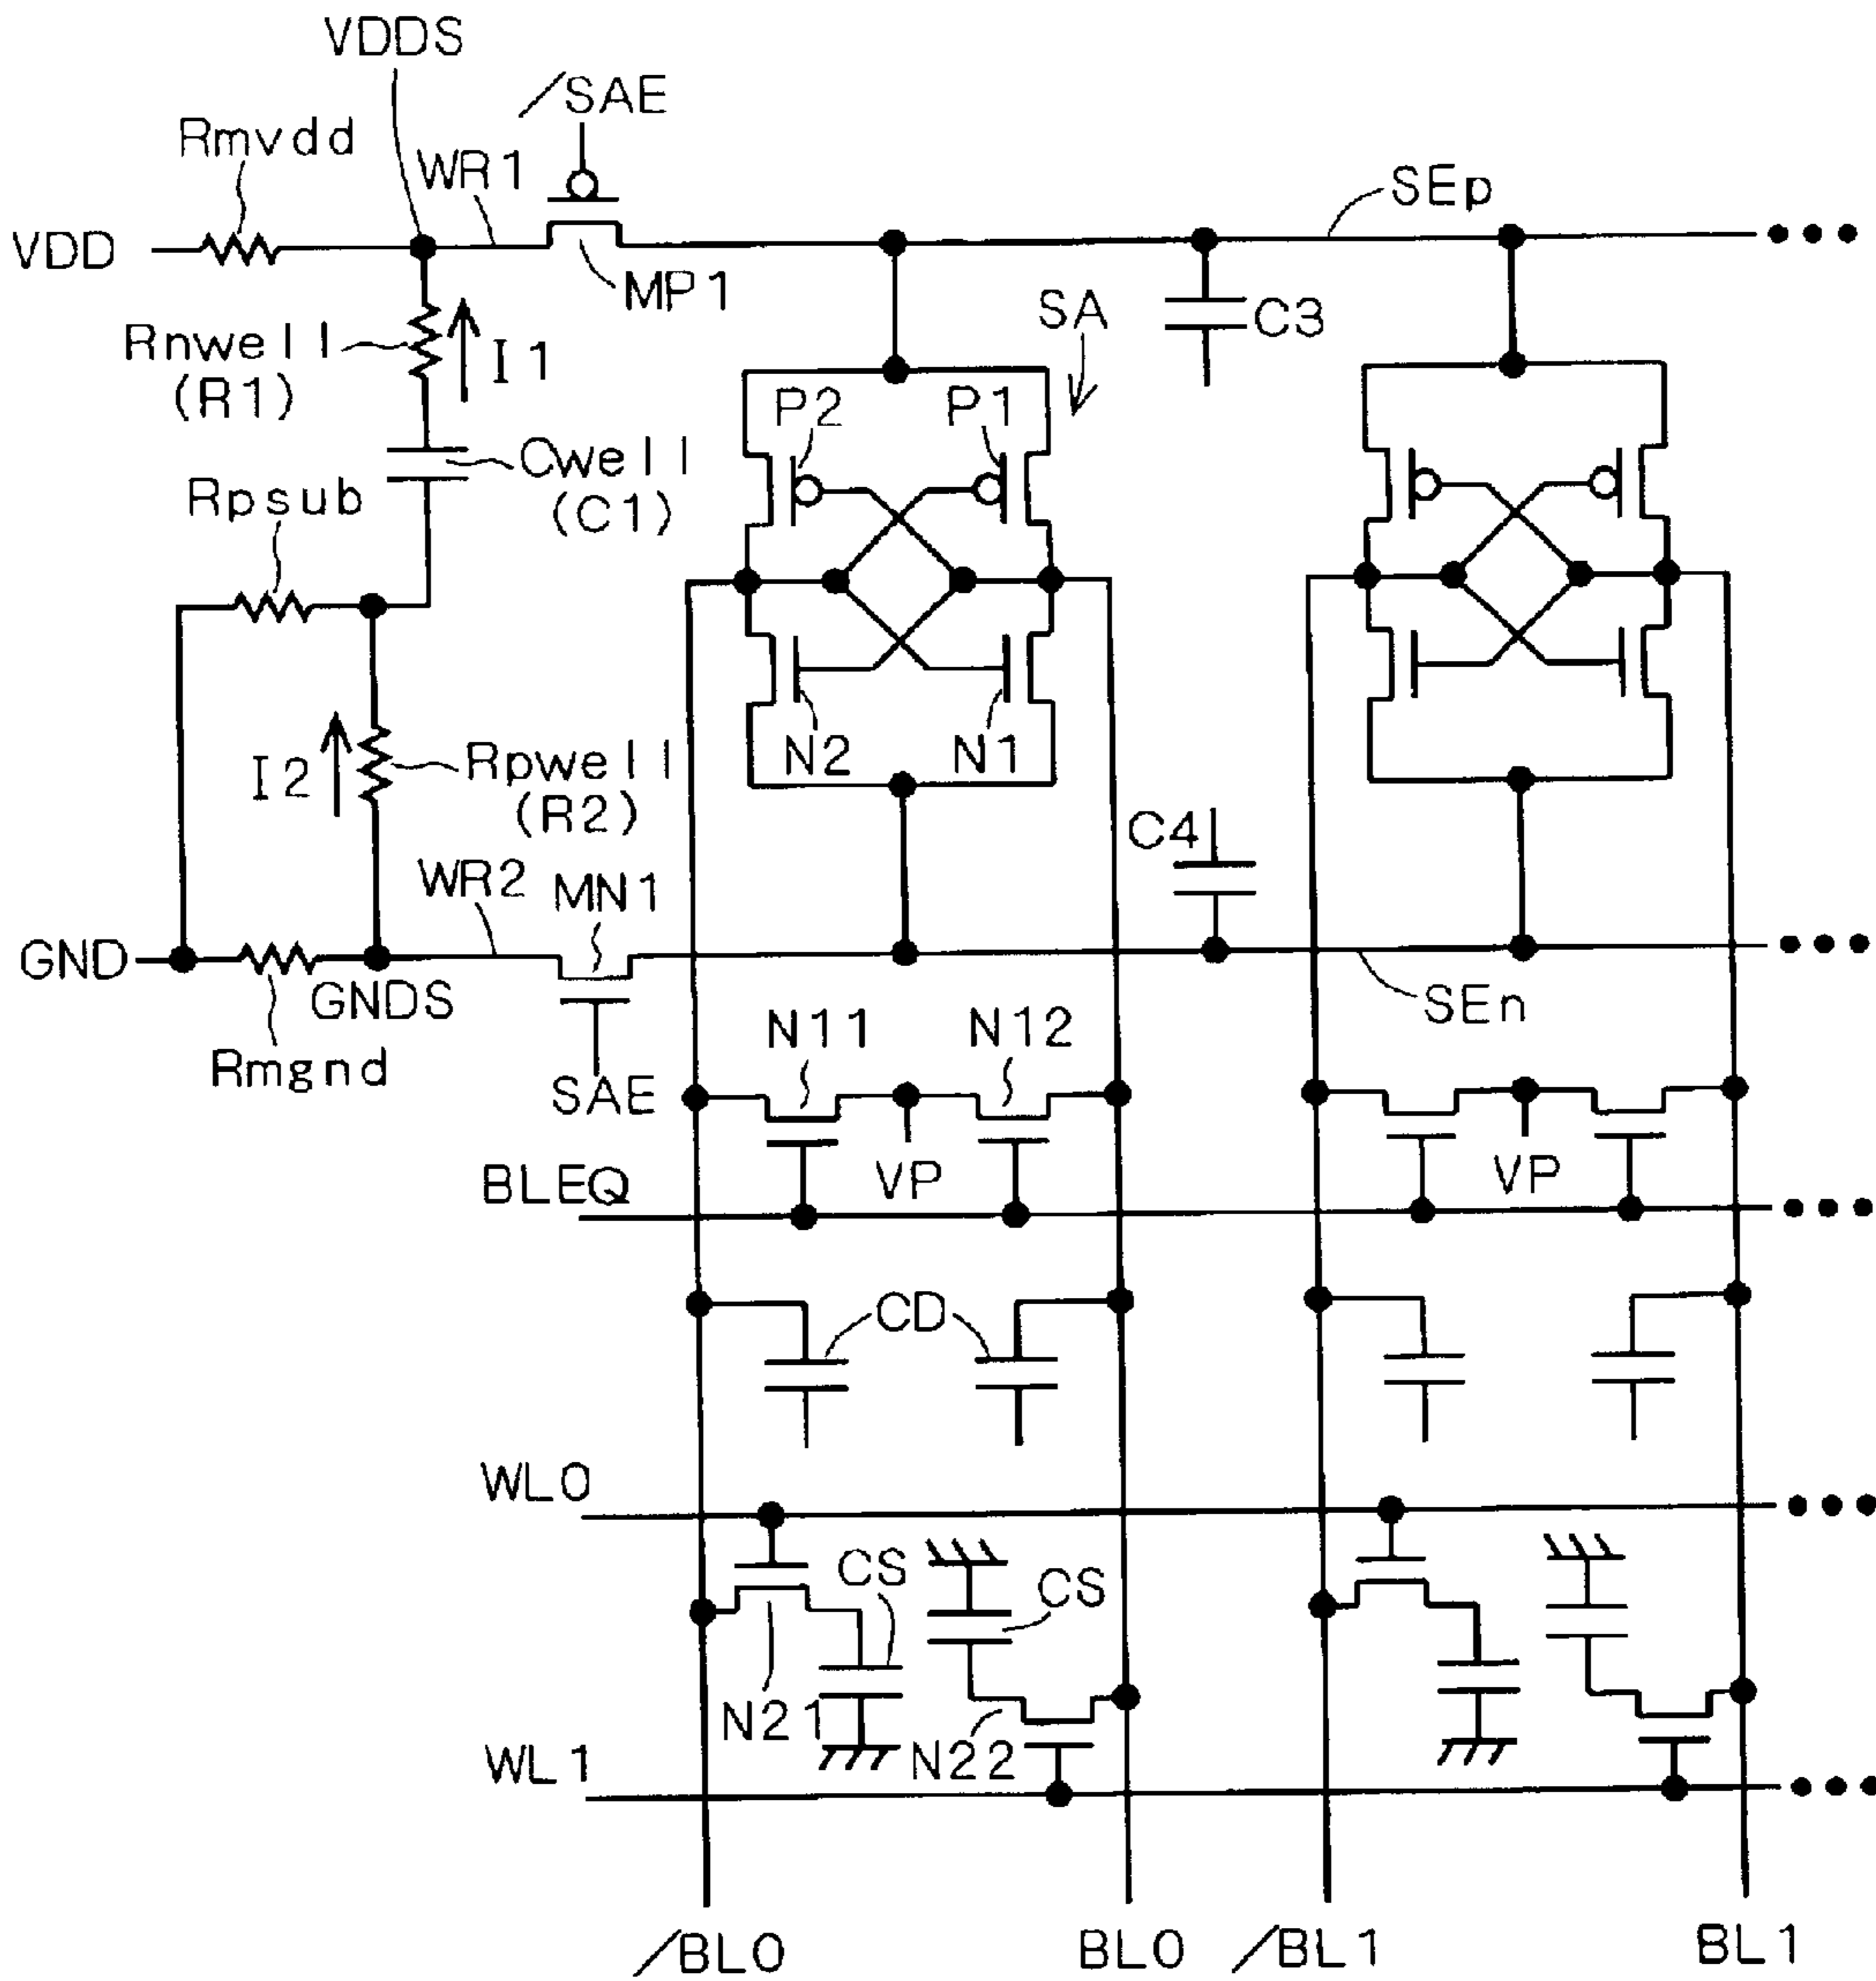 VDDS
/SAE
Rmvdd
WR1
SEp
VDD
MP1
SA
C3
Rnwell
(R1)
I1
P2
P1
Cwell
(C1)
Rpsub
I2
Rpwell
(R2)
N2
N1
C4
WR2
MN1
GND
GNDS
SEn
Rmgnd
SAE
N11
N12
BLEQ
VP
VP
CD
WL0
CS
CS
N21
N22
WL1
/BL0
BL0
/BL1
BL1